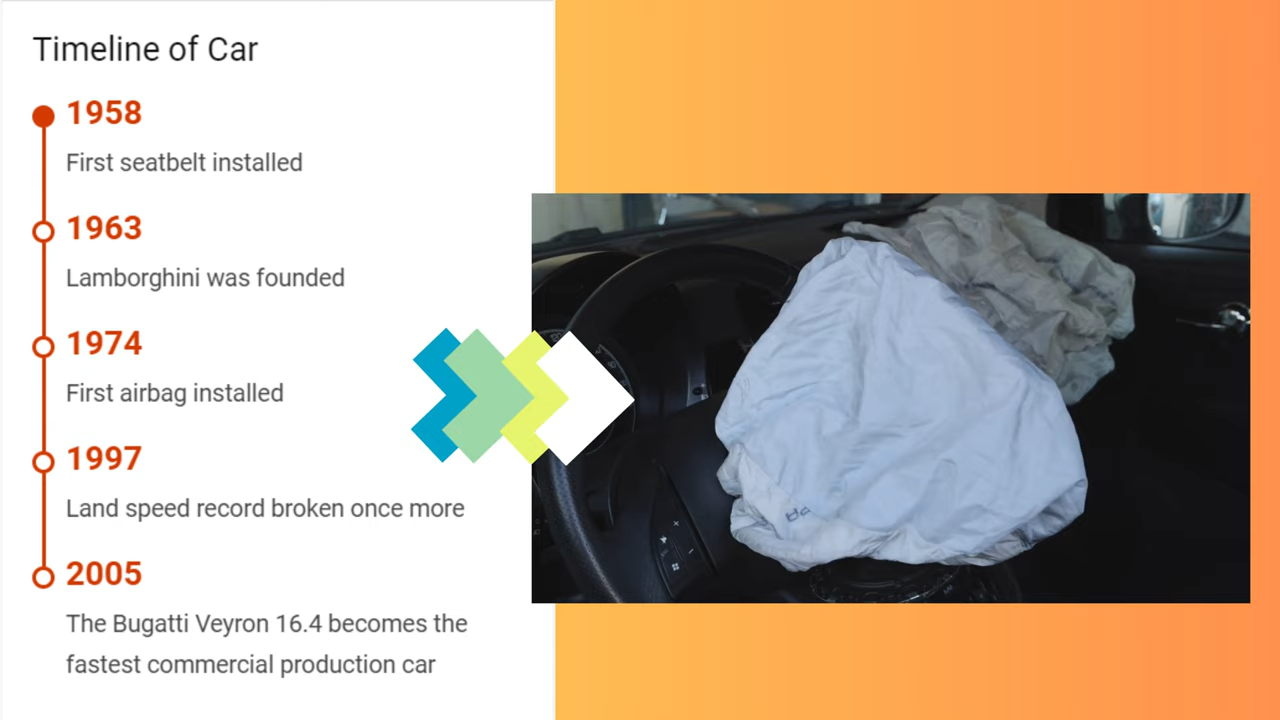 Timeline of Car
1958
First seatbelt installed
1963
Lamborghini was founded
1974
First airbag installed
1997
Land speed record broken once more
2005
The Bugatti Veyron 16.4 becomes the
fastest commercial production car